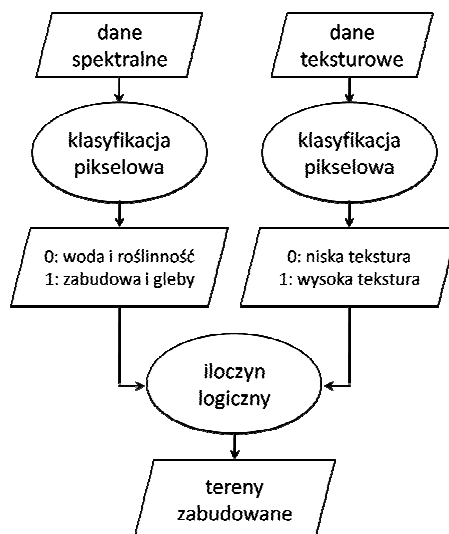 dane
spektralne
dane
teksturowe
klasyfikacja
pikselowa
klasyfikacja
pikselowa
0: woda i roślinność
1: zabudowa i gleby
0: niska tekstura
1: wysoka tekstura
iloczyn
logiczny
tereny
zabudowane